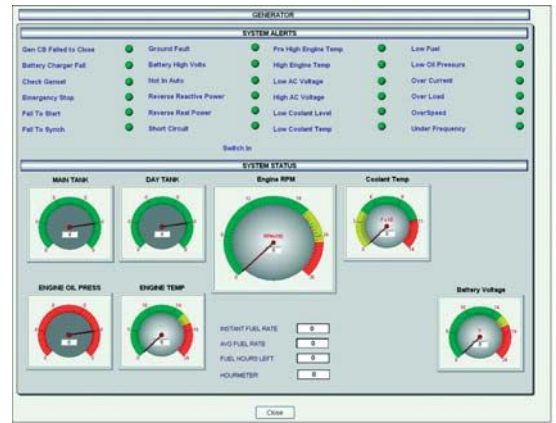 GENERATOR
SYSTEM ALERTS
Gen CB Failed to Close
Ground Fault
Pre High Engine Temp
Low Fuel
Battery Charger Fail
Battery High Volts
High Engine Temp
Low Oil Pressure
Check Genset
Not In Auto
Low AC Voltage
Over Current
Emergency Stop
Reverse Reactive Power
High AC Voltage
Over Load
Fail To Start
Reverse Real Power
Low Coolant Level
OverSpeed
Fail To Synch
Short Circuit
Low Coolant Temp
Under Frequency
Switch In
SYSTEM STATUS
MAIN TANK
DAY TANK
Engine RPM
Coolant Temp
ENGINE OIL PRESS
ENGINE TEMP
Battery Voltage
INSTANT FUEL RATE 0
AVG FUEL RATE 0
FUEL HOURS LEFT 0
HOURMETER 0
Close